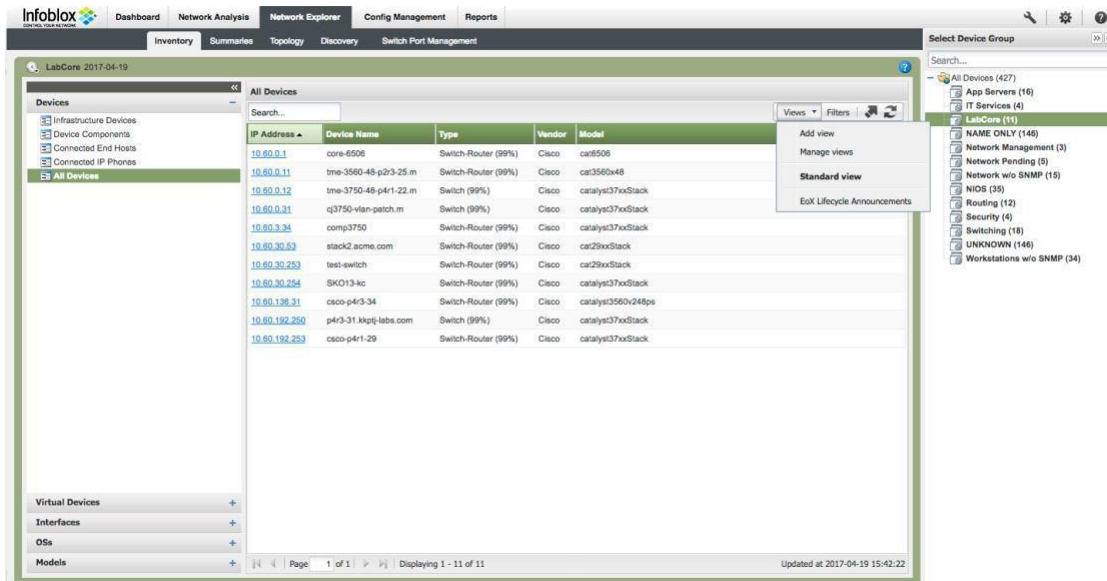 Infoblox
CONTROL YOUR NETWORK
Dashboard Network Analysis Network Explorer Config Management Reports
Inventory Summaries Topology Discovery Switch Port Management
LabCore 2017-04-19
Devices
Infrastructure Devices
Device Components
Connected End Hosts
Connected IP Phones
All Devices
Virtual Devices
Interfaces
OSs
Models
All Devices
Search...
Views Filters
Add view
Manage views
Standard view
EoX Lifecycle Announcements
IP Address Device Name Type Vendor Model
10.60.0.1 core-6506 Switch-Router (99%) Cisco cat6506
10.60.0.11 tme-3560-48-p2r3-25.m Switch-Router (99%) Cisco cat3560x48
10.60.0.12 tme-3750-48-p4r1-22.m Switch (99%) Cisco catalyst37xxStack
10.60.0.31 cj3750-vlan-patch.m Switch (99%) Cisco catalyst37xxStack
10.60.3.34 comp3750 Switch-Router (99%) Cisco catalyst37xxStack
10.60.30.53 stack2.acme.com Switch-Router (99%) Cisco cat29xxStack
10.60.30.253 test-switch Switch-Router (99%) Cisco cat29xxStack
10.60.30.254 SKO13-kc Switch-Router (99%) Cisco catalyst37xxStack
10.60.136.31 csco-p4r3-34 Switch-Router (99%) Cisco catalyst3560v248ps
10.60.192.250 p4r3-31.kkptj-labs.com Switch (99%) Cisco catalyst37xxStack
10.60.192.253 csco-p4r1-29 Switch-Router (99%) Cisco catalyst37xxStack
Page 1 of 1 Displaying 1 - 11 of 11 Updated at 2017-04-19 15:42:22
Select Device Group
Search...
All Devices (427)
App Servers (16)
IT Services (4)
LabCore (11)
NAME ONLY (146)
Network Management (3)
Network Pending (5)
Network w/o SNMP (15)
NIOS (35)
Routing (12)
Security (4)
Switching (18)
UNKNOWN (146)
Workstations w/o SNMP (34)